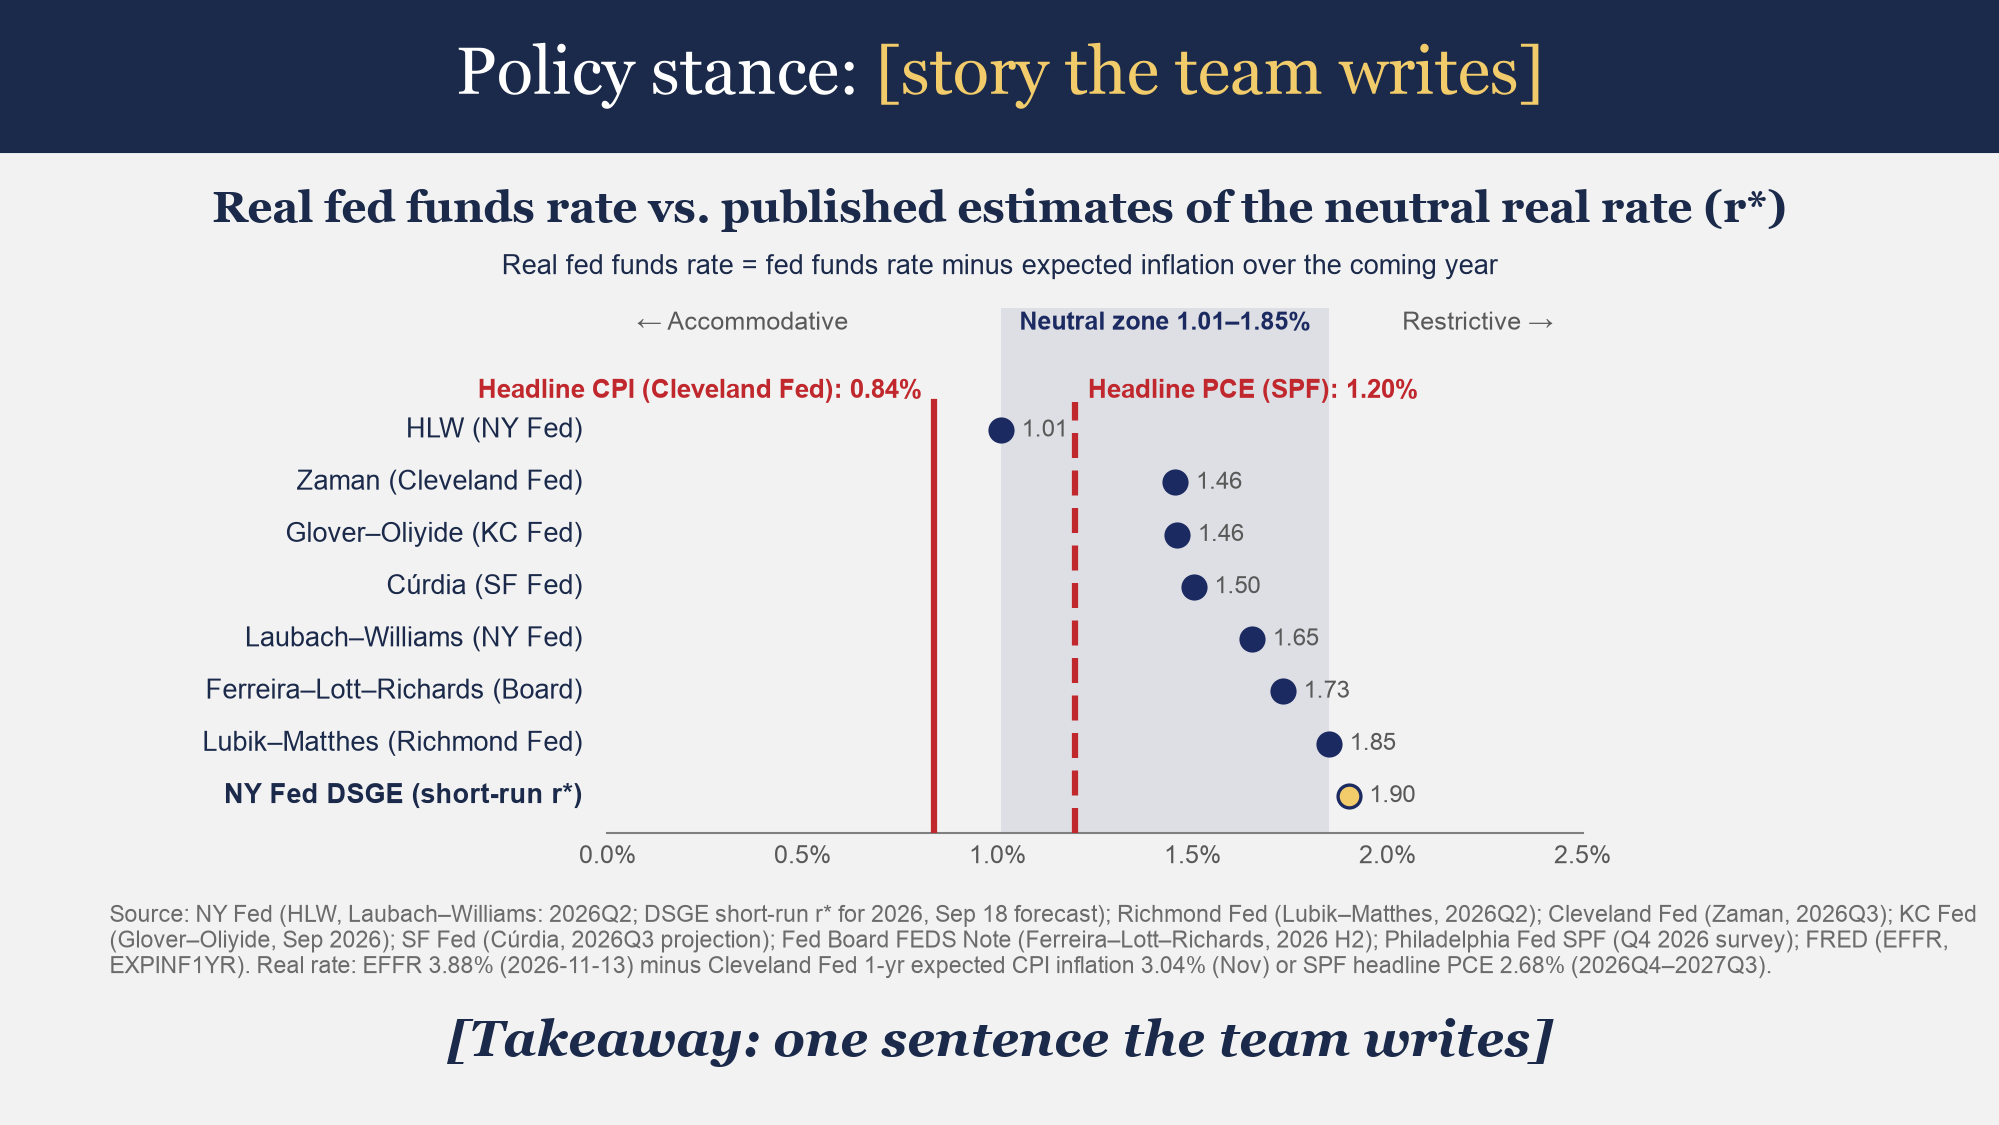 Policy stance: [story the team writes]
Real fed funds rate vs. published estimates of the neutral real rate (r*)
Real fed funds rate = fed funds rate minus expected inflation over the coming year
← Accommodative
Neutral zone 1.01–1.85%
Restrictive →
Headline CPI (Cleveland Fed): 0.84%
Headline PCE (SPF): 1.20%
HLW (NY Fed) 1.01
Zaman (Cleveland Fed) 1.46
Glover–Oliyide (KC Fed) 1.46
Cúrdia (SF Fed) 1.50
Laubach–Williams (NY Fed) 1.65
Ferreira–Lott–Richards (Board) 1.73
Lubik–Matthes (Richmond Fed) 1.85
NY Fed DSGE (short-run r*) 1.90
0.0% 0.5% 1.0% 1.5% 2.0% 2.5%
Source: NY Fed (HLW, Laubach–Williams: 2026Q2; DSGE short-run r* for 2026, Sep 18 forecast); Richmond Fed (Lubik–Matthes, 2026Q2); Cleveland Fed (Zaman, 2026Q3); KC Fed
(Glover–Oliyide, Sep 2026); SF Fed (Cúrdia, 2026Q3 projection); Fed Board FEDS Note (Ferreira–Lott–Richards, 2026 H2); Philadelphia Fed SPF (Q4 2026 survey); FRED (EFFR,
EXPINF1YR). Real rate: EFFR 3.88% (2026-11-13) minus Cleveland Fed 1-yr expected CPI inflation 3.04% (Nov) or SPF headline PCE 2.68% (2026Q4–2027Q3).
[Takeaway: one sentence the team writes]